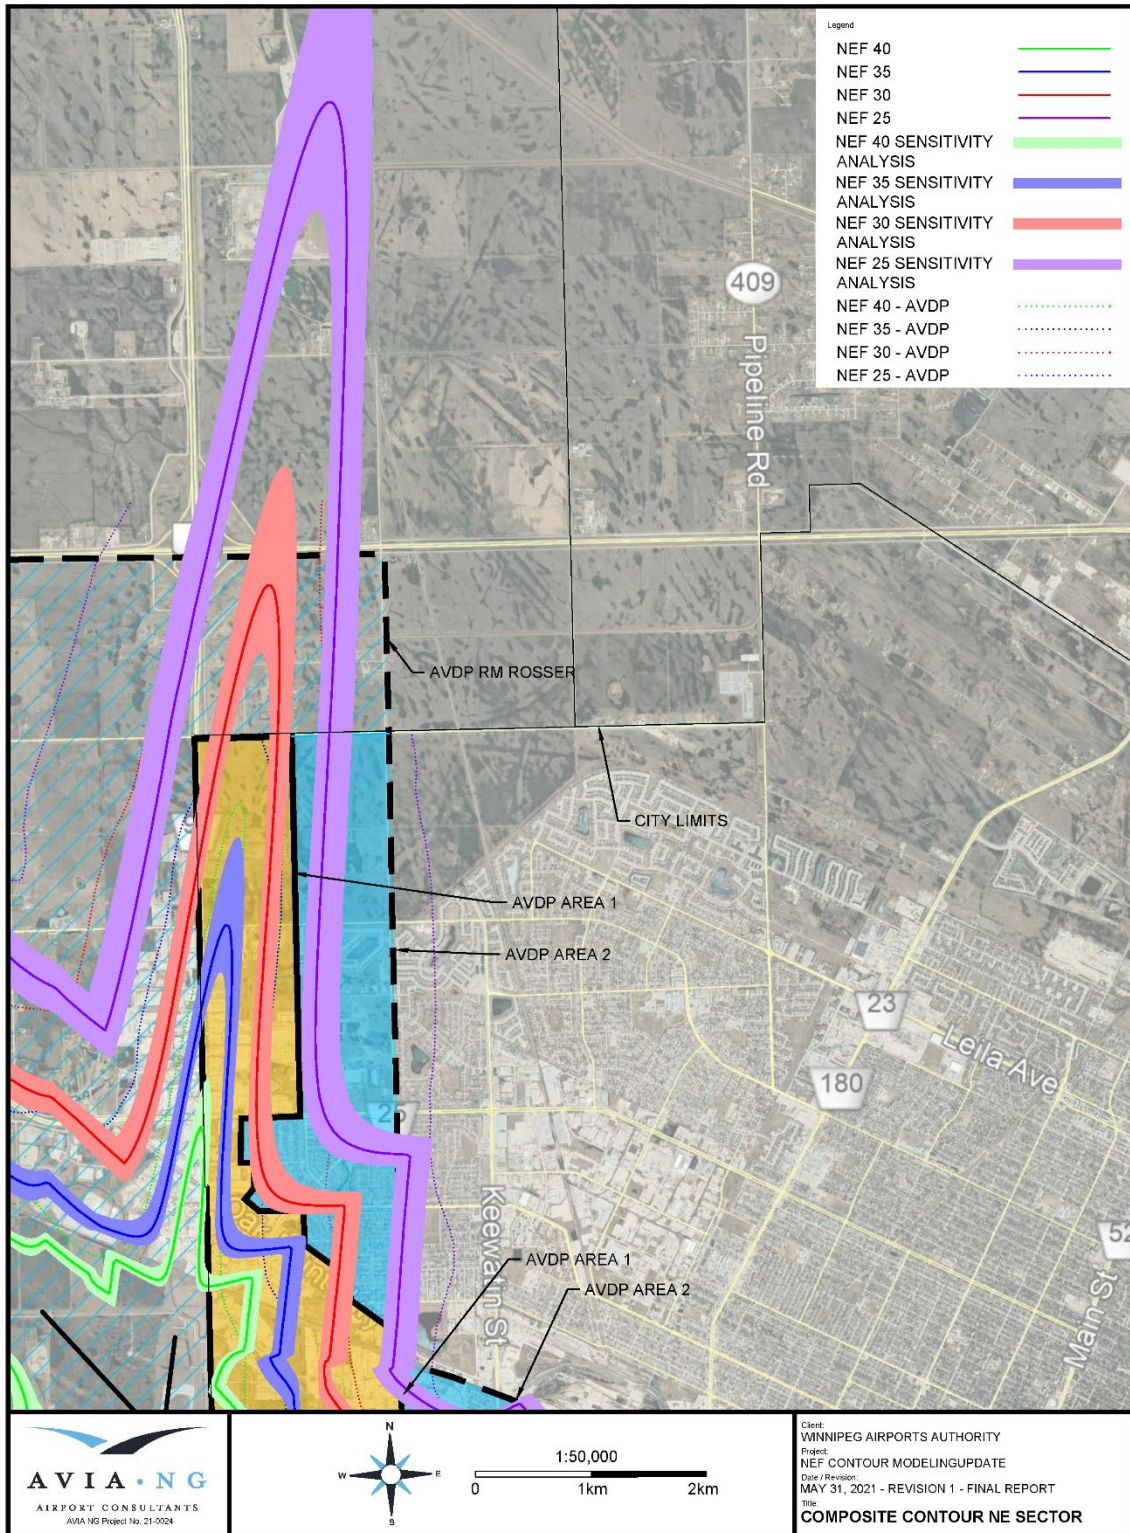 Legend
NEF 40
NEF 35
NEF 30
NEF 25
NEF 40 SENSITIVITY
ANALYSIS
NEF 35 SENSITIVITY
ANALYSIS
NEF 30 SENSITIVITY
ANALYSIS
NEF 25 SENSITIVITY
ANALYSIS
NEF 40 - AVDP
NEF 35 - AVDP
NEF 30 - AVDP
NEF 25 - AVDP
409
Pipeline Rd
AVDP RM ROSSER
CITY LIMITS
AVDP AREA 1
AVDP AREA 2
23
Leila Ave
180
25
Keewatin St
52
Main St
AVDP AREA 1
AVDP AREA 2
AVIA • NG
AIRPORT CONSULTANTS
AVIA NG Project No. 21-0024
N
W E
S
1:50,000
0 1km 2km
Client:
WINNIPEG AIRPORTS AUTHORITY
Project:
NEF CONTOUR MODELINGUPDATE
Date / Revision:
MAY 31, 2021 - REVISION 1 - FINAL REPORT
Title:
COMPOSITE CONTOUR NE SECTOR